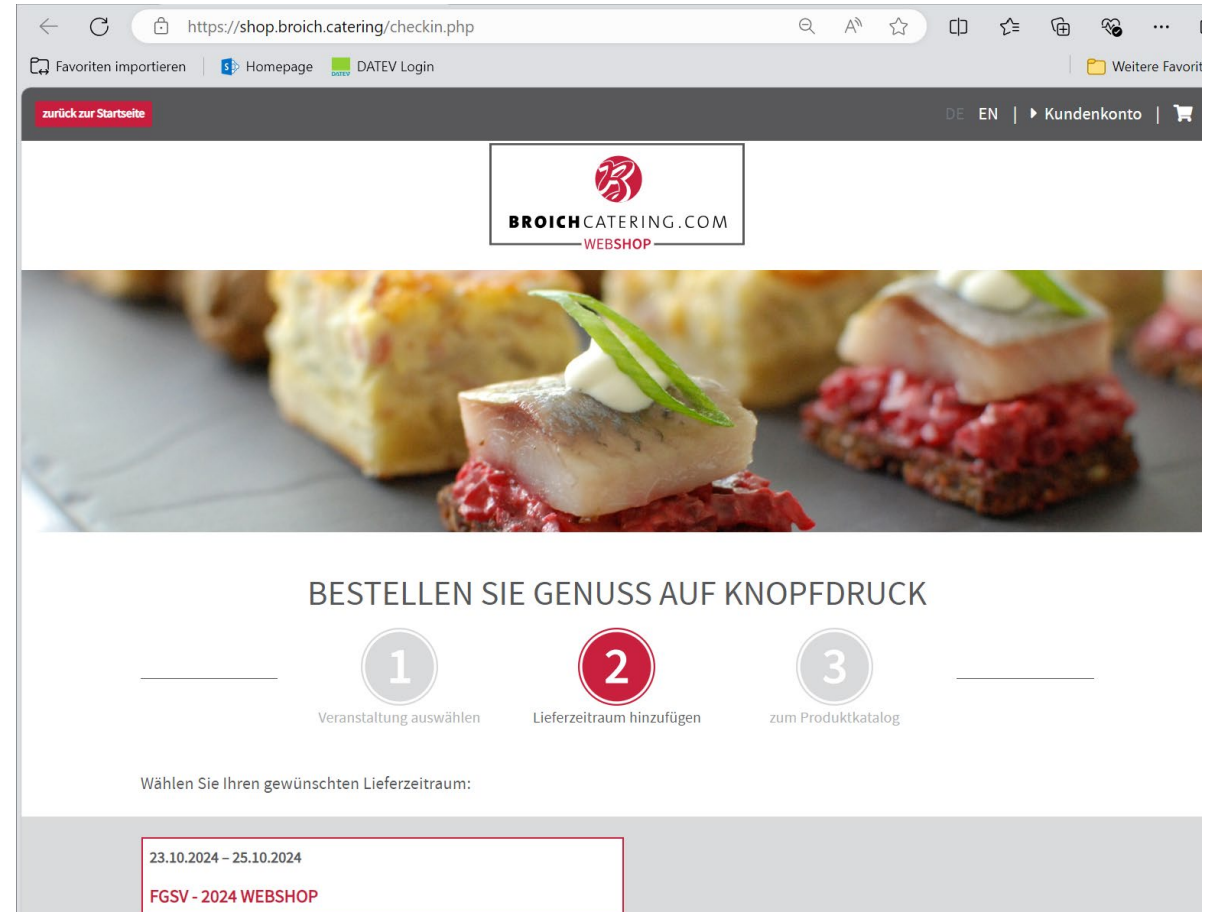 https://shop.broich.catering/checkin.php
Favoriten importieren Homepage DATEV Login
zurück zur Startseite DE EN | Kundenkonto |
BROICHCATERING.COM
WEBSHOP
BESTELLEN SIE GENUSS AUF KNOPFDRUCK
1 2 3
Veranstaltung auswählen Lieferzeitraum hinzufügen zum Produktkatalog
Wählen Sie Ihren gewünschten Lieferzeitraum:
23.10.2024 – 25.10.2024
FGSV - 2024 WEBSHOP